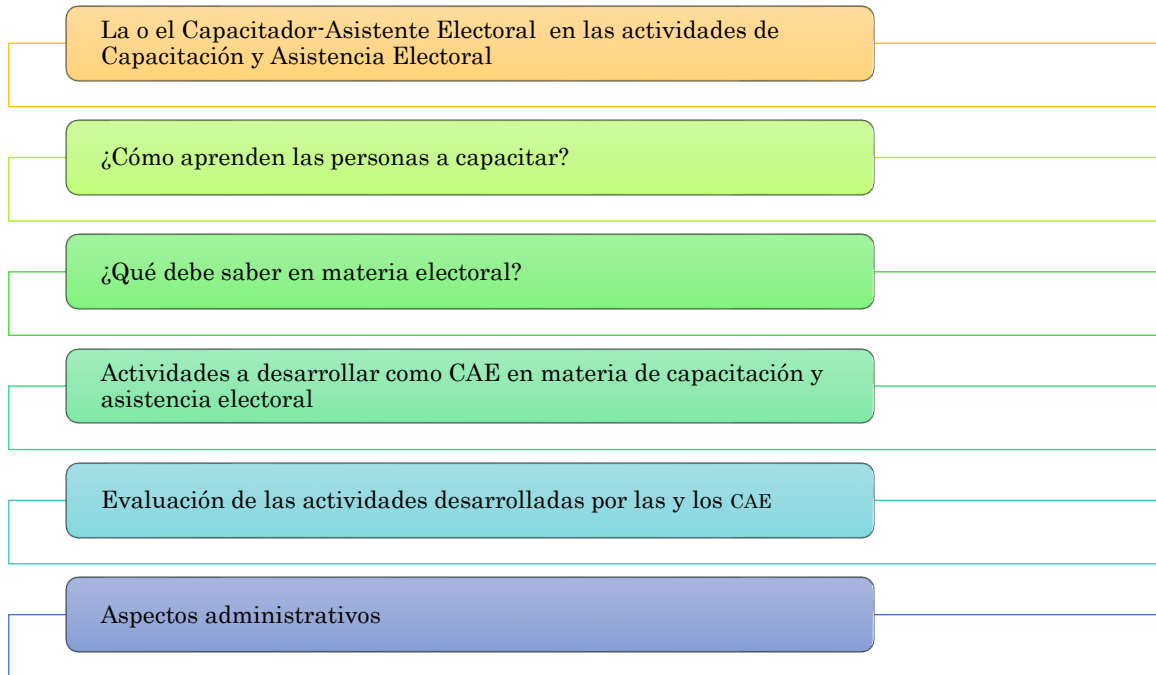 La o el Capacitador-Asistente Electoral en las actividades de
Capacitación y Asistencia Electoral
¿Cómo aprenden las personas a capacitar?
¿Qué debe saber en materia electoral?
Actividades a desarrollar como CAE en materia de capacitación y
asistencia electoral
Evaluación de las actividades desarrolladas por las y los CAE
Aspectos administrativos